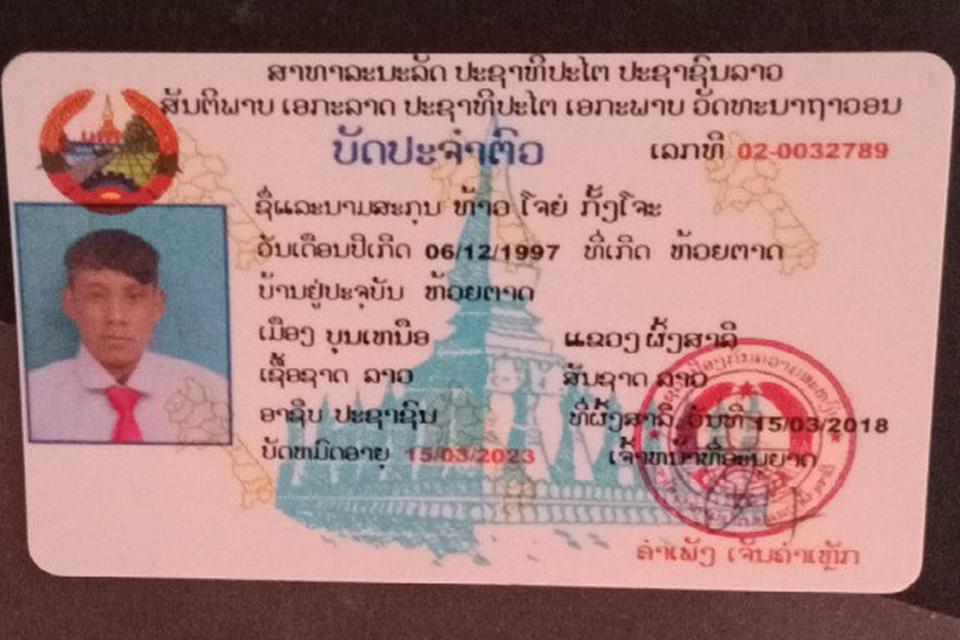 ສາທາລະນະລັດ ປະຊາທິປະໄຕ ປະຊາຊົນລາວ
ສັນຕິພາບ ເອກະລາດ ປະຊາທິປະໄຕ ເອກະພາບ ວັດທະນາຖາວອນ
ບັດປະຈຳຕົວ ເລກທີ 02-0032789
ຊື່ແລະນາມສະກຸນ ທ້າວ ໂຈຍ່ ກັ້ງໂຈະ
ວັນເດືອນປີເກີດ 06/12/1997 ທີ່ເກີດ ຫ້ວຍຕາດ
ບ້ານຢູ່ປະຈຸບັນ ຫ້ວຍຕາດ
ເມືອງ ບຸນເຫນືອ ແຂວງ ຜົ້ງສາລີ
ເຊື້ອຊາດ ລາວ ສັນຊາດ ລາວ
ອາຊີບ ປະຊາຊົນ ທີ່ຜົ້ງສາລີ, ວັນທີ 15/03/2018
ບັດຫມົດອາຍຸ 15/03/2023 ເຈົ້າຫນ້າທີ່ອະນຸຍາດ
ຄຳເພັງ ເຈັນຄຳເຫຼັກ